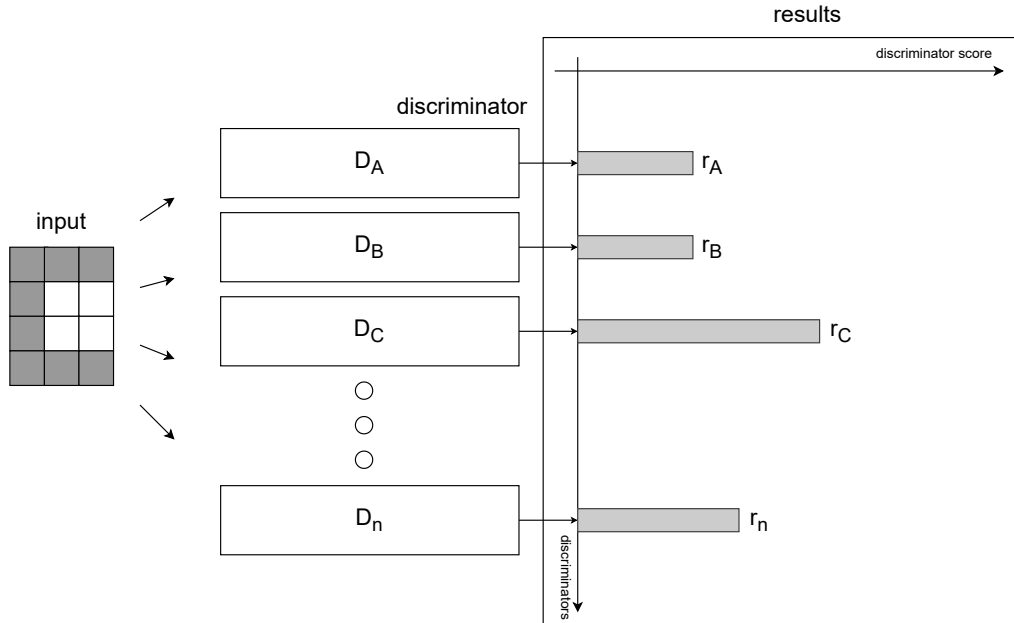 results
discriminator score
discriminator
D_A
r_A
input
D_B
r_B
D_C
r_C
D_n
r_n
discriminators